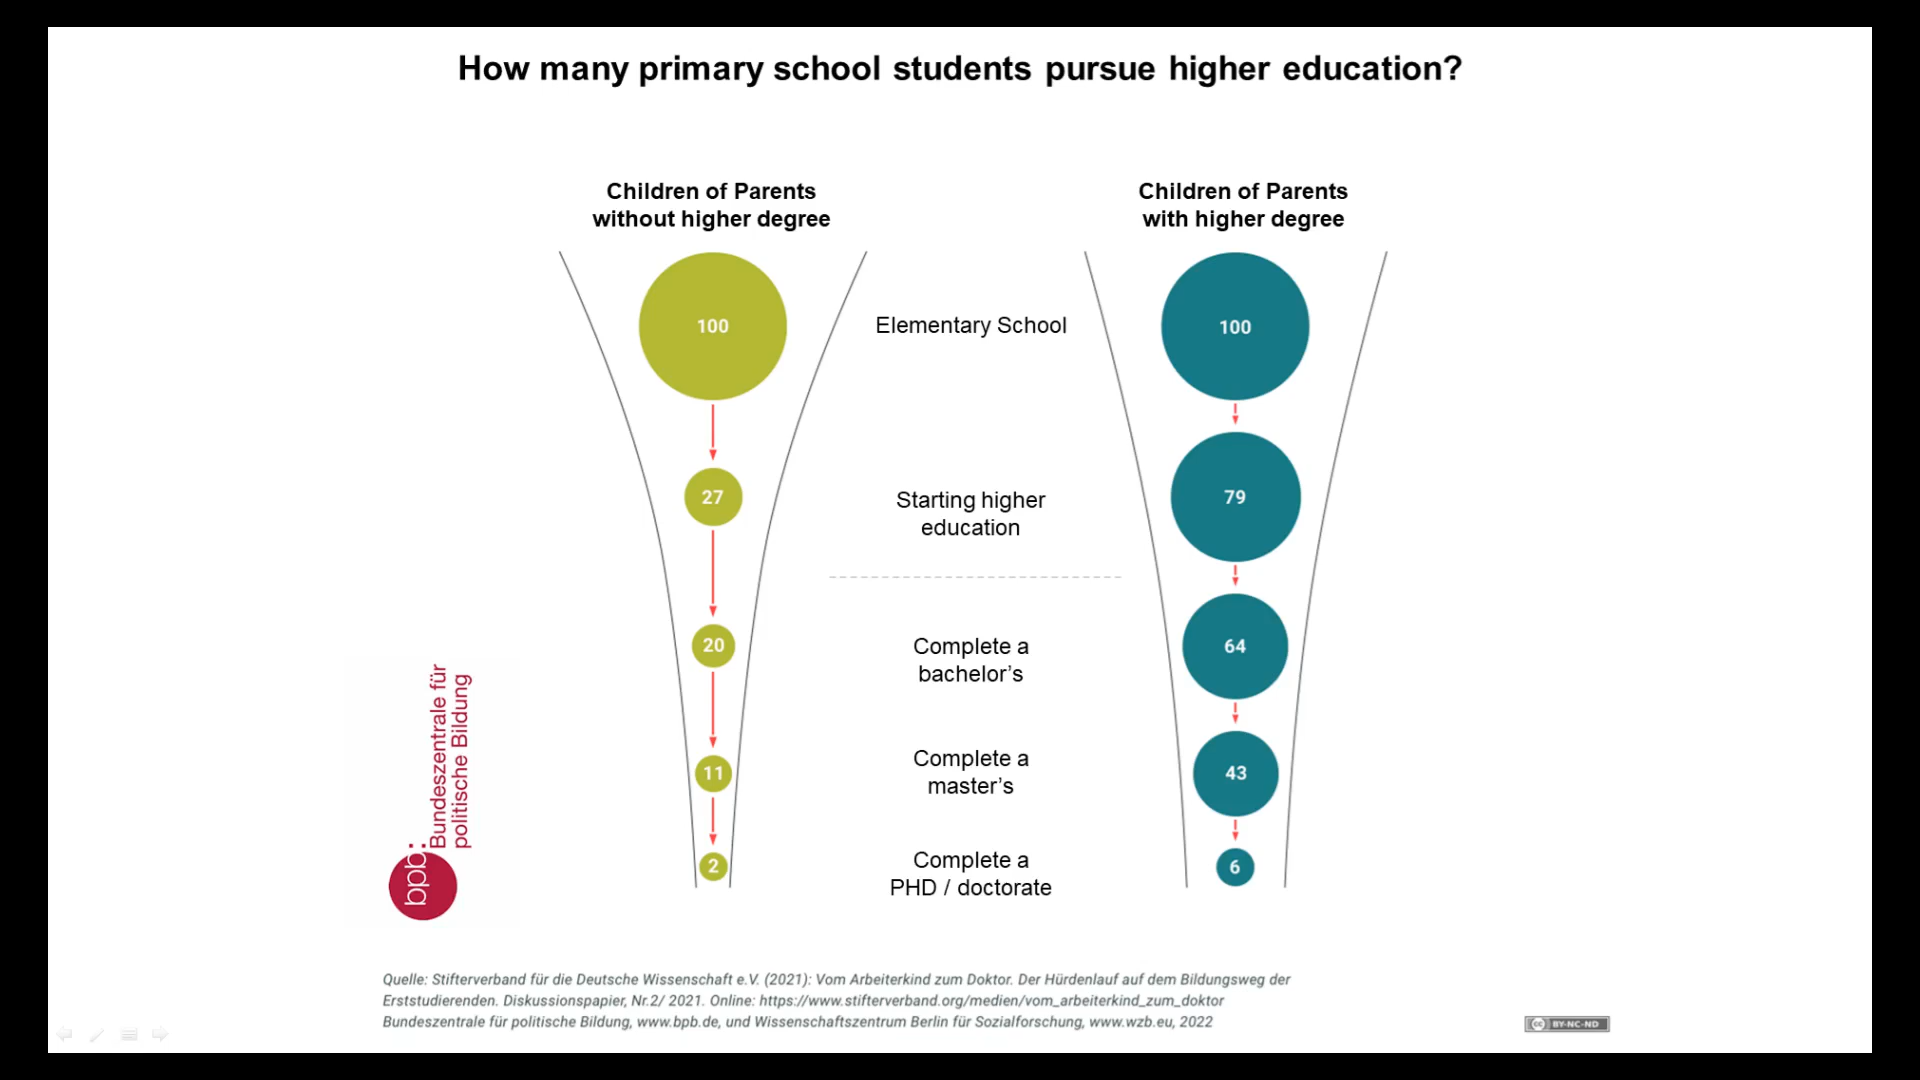 How many primary school students pursue higher education?
Children of Parents
without higher degree
Children of Parents
with higher degree
100
Elementary School
100
27
Starting higher
education
79
20
Complete a
bachelor’s
64
11
Complete a
master’s
43
2
Complete a
PHD / doctorate
6
bpb:
Bundeszentrale für
politische Bildung
Quelle: Stifterverband für die Deutsche Wissenschaft e.V. (2021): Vom Arbeiterkind zum Doktor. Der Hürdenlauf auf dem Bildungsweg der
Erststudierenden. Diskussionspapier, Nr.2/ 2021. Online: https://www.stifterverband.org/medien/vom_arbeiterkind_zum_doktor
Bundeszentrale für politische Bildung, www.bpb.de, und Wissenschaftszentrum Berlin für Sozialforschung, www.wzb.eu, 2022
cc BY-NC-ND